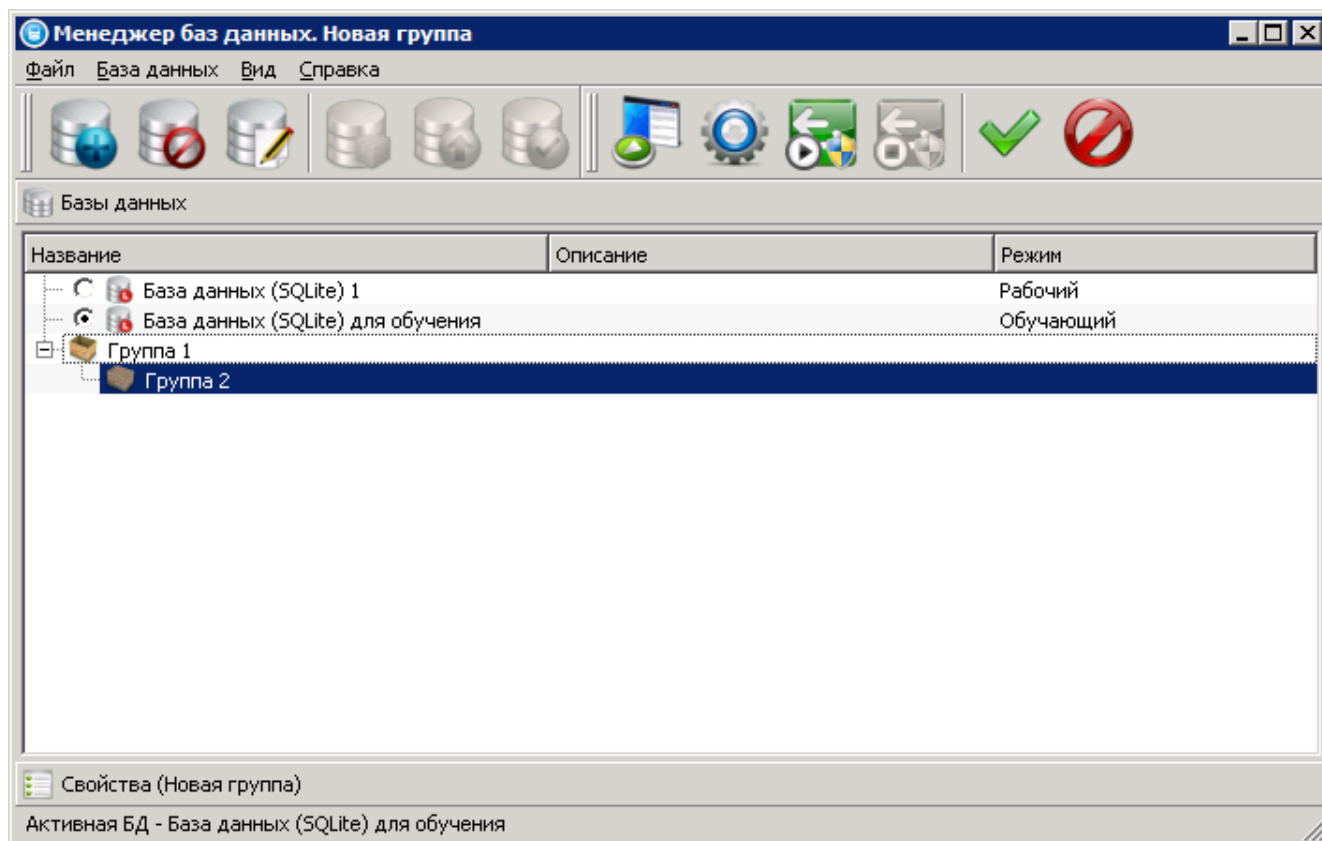 Менеджер баз данных. Новая группа
Файл База данных Вид Справка
Базы данных
Название Описание Режим
База данных (SQLite) 1 Рабочий
База данных (SQLite) для обучения Обучающий
Группа 1
Группа 2
Свойства (Новая группа)
Активная БД - База данных (SQLite) для обучения